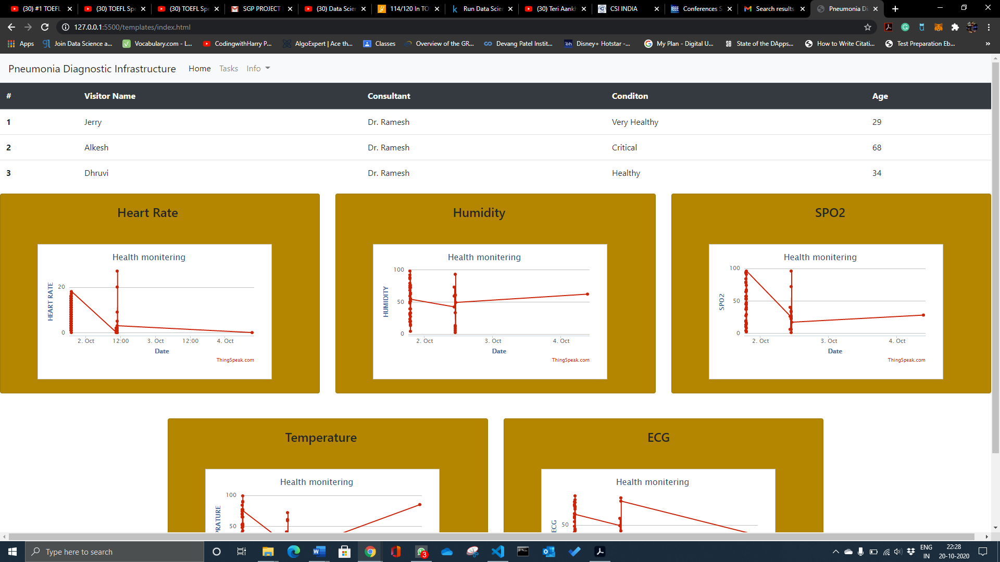 (30) #1 TOEFL
(30) TOEFL Spe
(30) TOEFL Spe
SGP PROJECT
(30) Data Scien
114/120 In TO
Run Data Scien
(30) Teri Aankh
CSI INDIA
Conferences S
Search results
Pneumonia Di
127.0.0.1:5500/templates/index.html
Apps
Join Data Science a...
Vocabulary.com - L...
CodingwithHarry P...
AlgoExpert | Ace th...
Classes
Overview of the GR...
Devang Patel Instit...
Disney+ Hotstar -...
My Plan - Digital U...
State of the DApps...
How to Write Citati...
Test Preparation Eb...
»
Pneumonia Diagnostic Infrastructure Home Tasks Info
# Visitor Name Consultant Conditon Age
1 Jerry Dr. Ramesh Very Healthy 29
2 Alkesh Dr. Ramesh Critical 68
3 Dhruvi Dr. Ramesh Healthy 34
Heart Rate
Health monitering
HEART RATE
20
0
2. Oct 12:00 3. Oct 12:00 4. Oct
Date
ThingSpeak.com
Humidity
Health monitering
HUMIDITY
100
50
0
2. Oct 3. Oct 4. Oct
Date
ThingSpeak.com
SPO2
Health monitering
SPO2
100
50
0
2. Oct 3. Oct 4. Oct
Date
ThingSpeak.com
Temperature
Health monitering
PRATURE
100
50
ECG
Health monitering
ECG
50
Type here to search
3
ENG
IN
22:28
20-10-2020